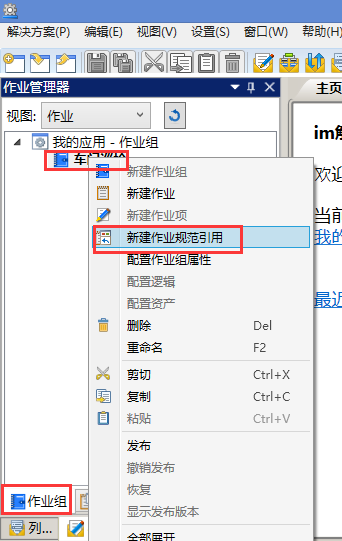 解决方案(P) 编辑(E) 视图(V) 设置(S) 窗口(W) 帮助(H)
作业管理器
主页
视图: 作业
我的应用 - 作业组
im
欢迎
当前
我的
最近
新建作业组
新建作业
新建作业项
新建作业规范引用
配置作业组属性
配置逻辑
配置资产
删除 Del
重命名 F2
剪切 Ctrl+X
复制 Ctrl+C
粘贴 Ctrl+V
发布
撤销发布
恢复
显示发布版本
全部展开
作业组
列...